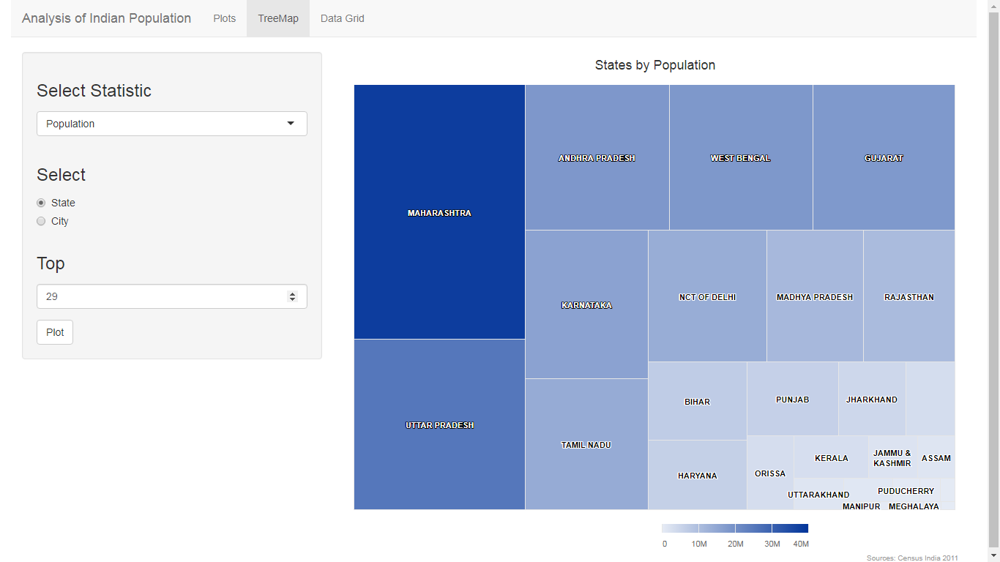 Analysis of Indian Population Plots TreeMap Data Grid
Select Statistic
Population
Select
State
City
Top
29
Plot
States by Population
MAHARASHTRA
UTTAR PRADESH
ANDHRA PRADESH
WEST BENGAL
GUJARAT
KARNATAKA
TAMIL NADU
NCT OF DELHI
MADHYA PRADESH
RAJASTHAN
BIHAR
HARYANA
PUNJAB
JHARKHAND
ORISSA
KERALA
JAMMU &
KASHMIR
ASSAM
UTTARAKHAND
PUDUCHERRY
MANIPUR
MEGHALAYA
0 10M 20M 30M 40M
Sources: Census India 2011